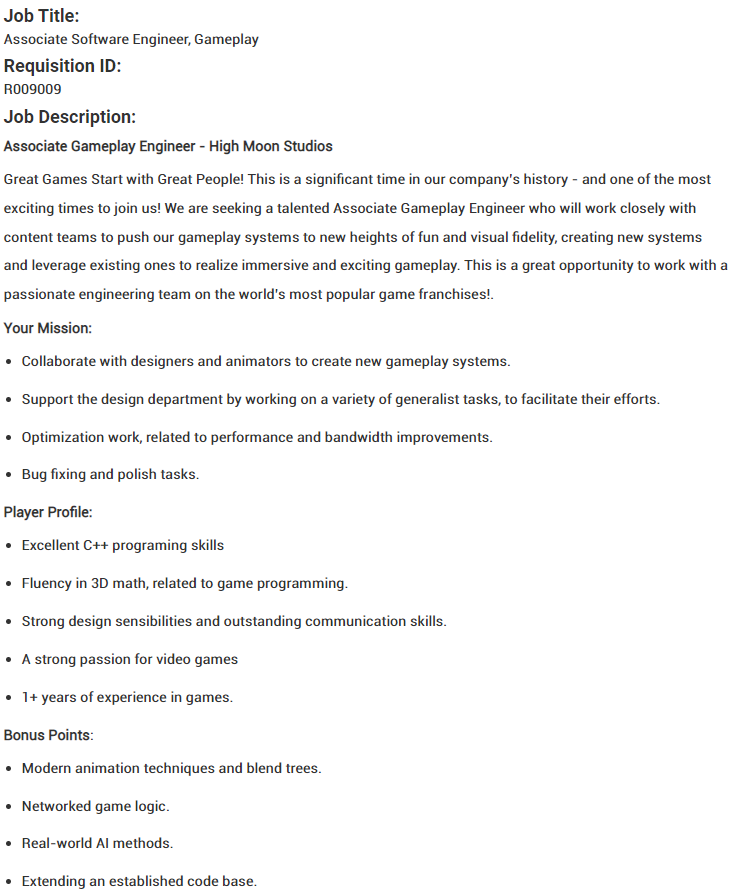 Job Title:
Associate Software Engineer, Gameplay
Requisition ID:
R009009
Job Description:
Associate Gameplay Engineer - High Moon Studios
Great Games Start with Great People! This is a significant time in our company's history - and one of the most
exciting times to join us! We are seeking a talented Associate Gameplay Engineer who will work closely with
content teams to push our gameplay systems to new heights of fun and visual fidelity, creating new systems
and leverage existing ones to realize immersive and exciting gameplay. This is a great opportunity to work with a
passionate engineering team on the world's most popular game franchises!.
Your Mission:
• Collaborate with designers and animators to create new gameplay systems.
• Support the design department by working on a variety of generalist tasks, to facilitate their efforts.
• Optimization work, related to performance and bandwidth improvements.
• Bug fixing and polish tasks.
Player Profile:
• Excellent C++ programing skills
• Fluency in 3D math, related to game programming.
• Strong design sensibilities and outstanding communication skills.
• A strong passion for video games
• 1+ years of experience in games.
Bonus Points:
• Modern animation techniques and blend trees.
• Networked game logic.
• Real-world AI methods.
• Extending an established code base.